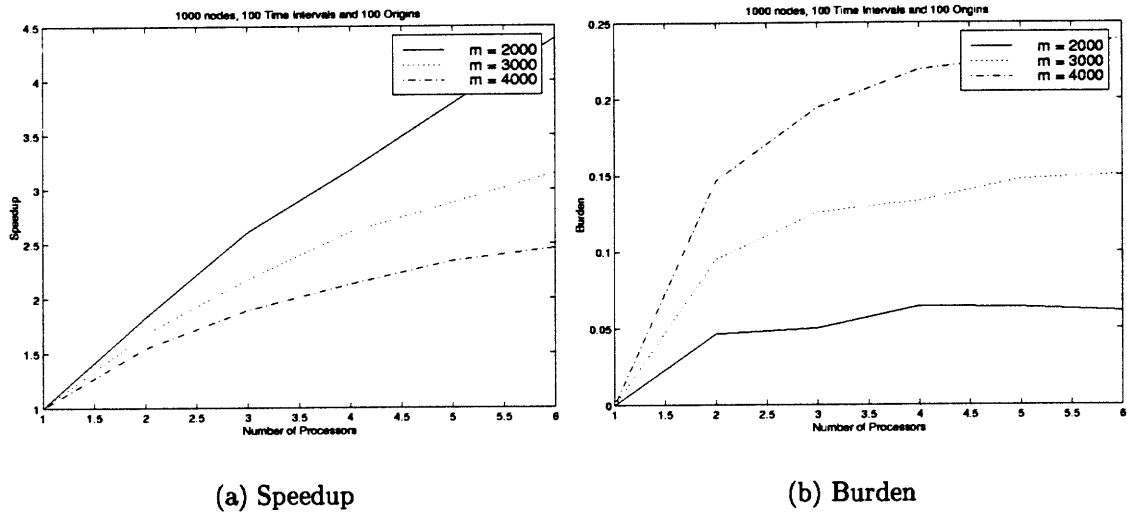 1000 nodes, 100 Time Intervals and 100 Origins
4.5
4
3.5
3
2.5
2
1.5
1
Speedup
m = 2000
m = 3000
m = 4000
1 1.5 2 2.5 3 3.5 4 4.5 5 5.5 6
Number of Processors
(a) Speedup
1000 nodes, 100 Time Intervals and 100 Origins
0.25
0.2
0.15
0.1
0.05
0
Burden
m = 2000
m = 3000
m = 4000
1 1.5 2 2.5 3 3.5 4 4.5 5 5.5 6
Number of Processors
(b) Burden